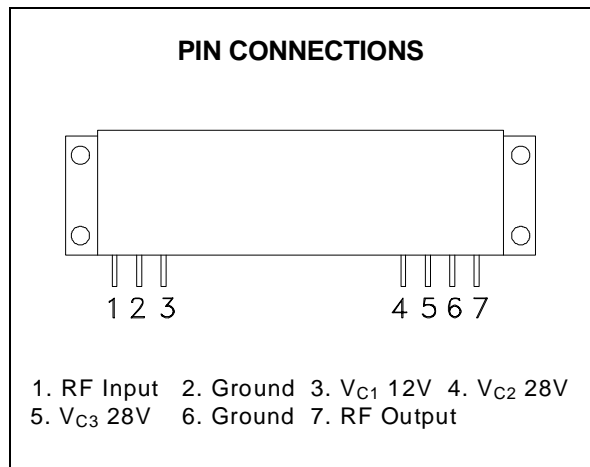 PIN CONNECTIONS
1 2 3 4 5 6 7
1. RF Input 2. Ground 3. VC1 12V 4. VC2 28V
5. VC3 28V 6. Ground 7. RF Output